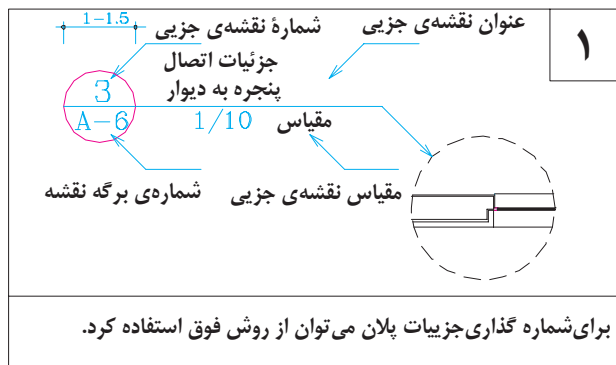 ۱
1-1.5
عنوان نقشه‌ی جزیی
شمارۀ نقشه‌ی جزیی
جزئیات اتصال
پنجره به دیوار
3
A-6
1/10
مقیاس
مقیاس نقشه‌ی جزیی
شماره‌ی برگه نقشه
برای‌شماره گذاری‌جزییات پلان می‌توان از روش فوق استفاده کرد.